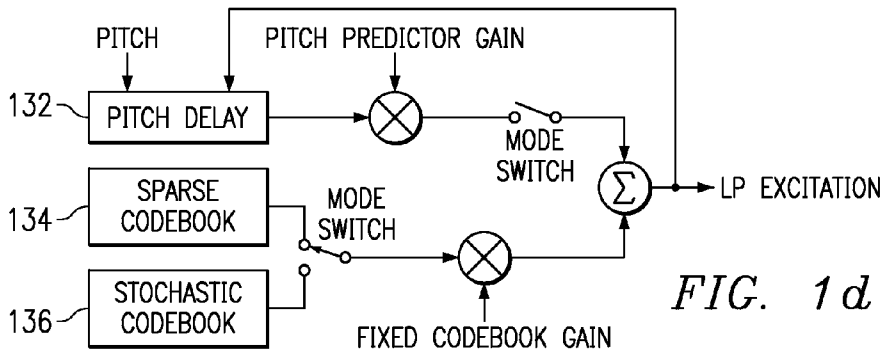 PITCH
PITCH PREDICTOR GAIN
132
PITCH DELAY
MODE
SWITCH
134
SPARSE
CODEBOOK
MODE
SWITCH
Σ
LP EXCITATION
136
STOCHASTIC
CODEBOOK
FIXED CODEBOOK GAIN
FIG. 1d